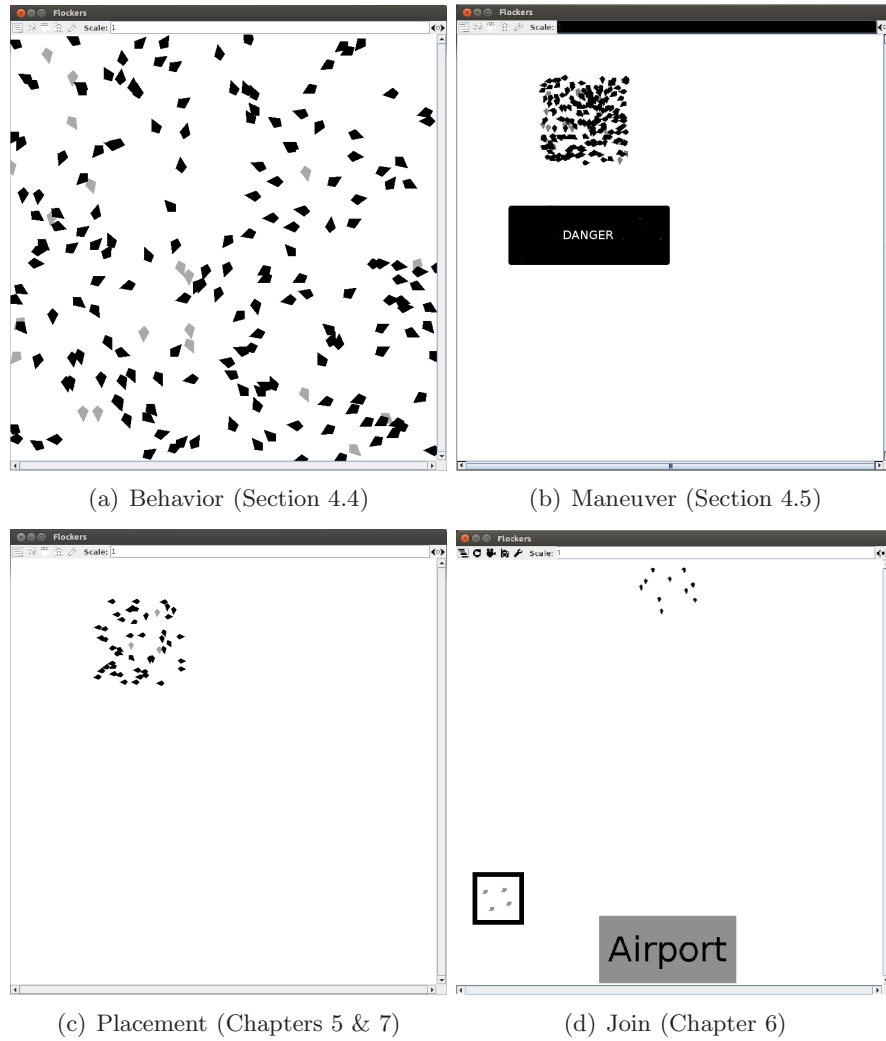 Flockers
Scale: 1
Flockers
Scale:
DANGER
(a) Behavior (Section 4.4)
(b) Maneuver (Section 4.5)
Flockers
Scale: 1
Flockers
Scale: 1
Airport
(c) Placement (Chapters 5 & 7)
(d) Join (Chapter 6)